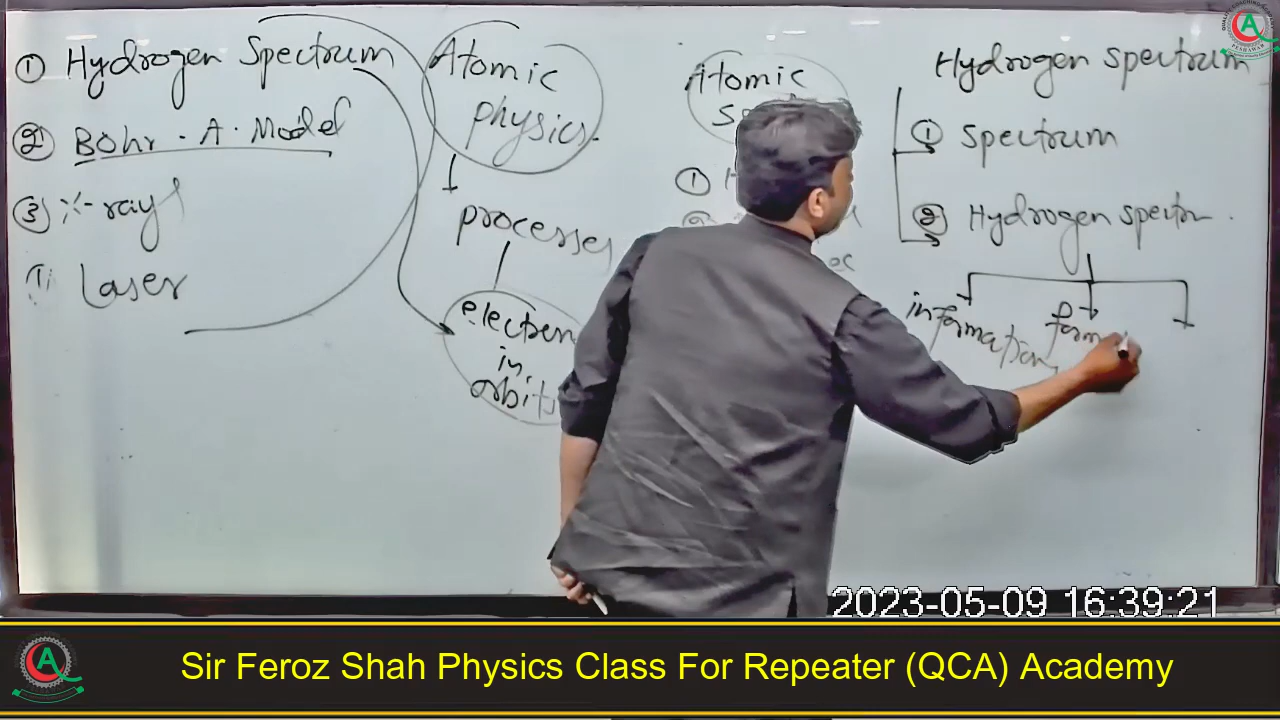 ① Hydrogen Spectrum
② Bohr . A . Model
③ X-rays
Laser
Atomic
physics.
processes
electron
in
orbits
Atomic
①
②
Hydrogen spectrum
① Spectrum
② Hydrogen spectr
information
form
2023-05-09 16:39:21
Sir Feroz Shah Physics Class For Repeater (QCA) Academy